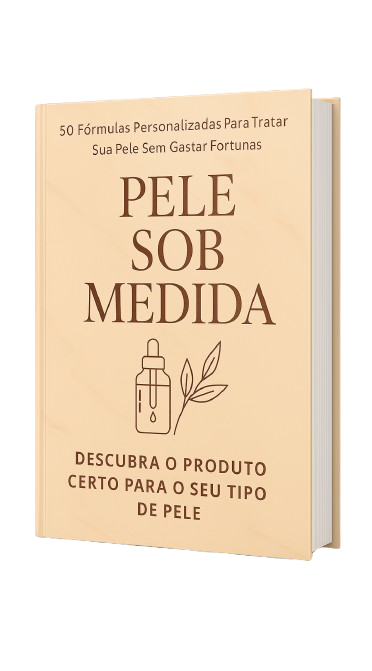 50 Fórmulas Personalizadas Para Tratar
Sua Pele Sem Gastar Fortunas
PELE
SOB
MEDIDA
DESCUBRA O PRODUTO
CERTO PARA O SEU TIPO
DE PELE